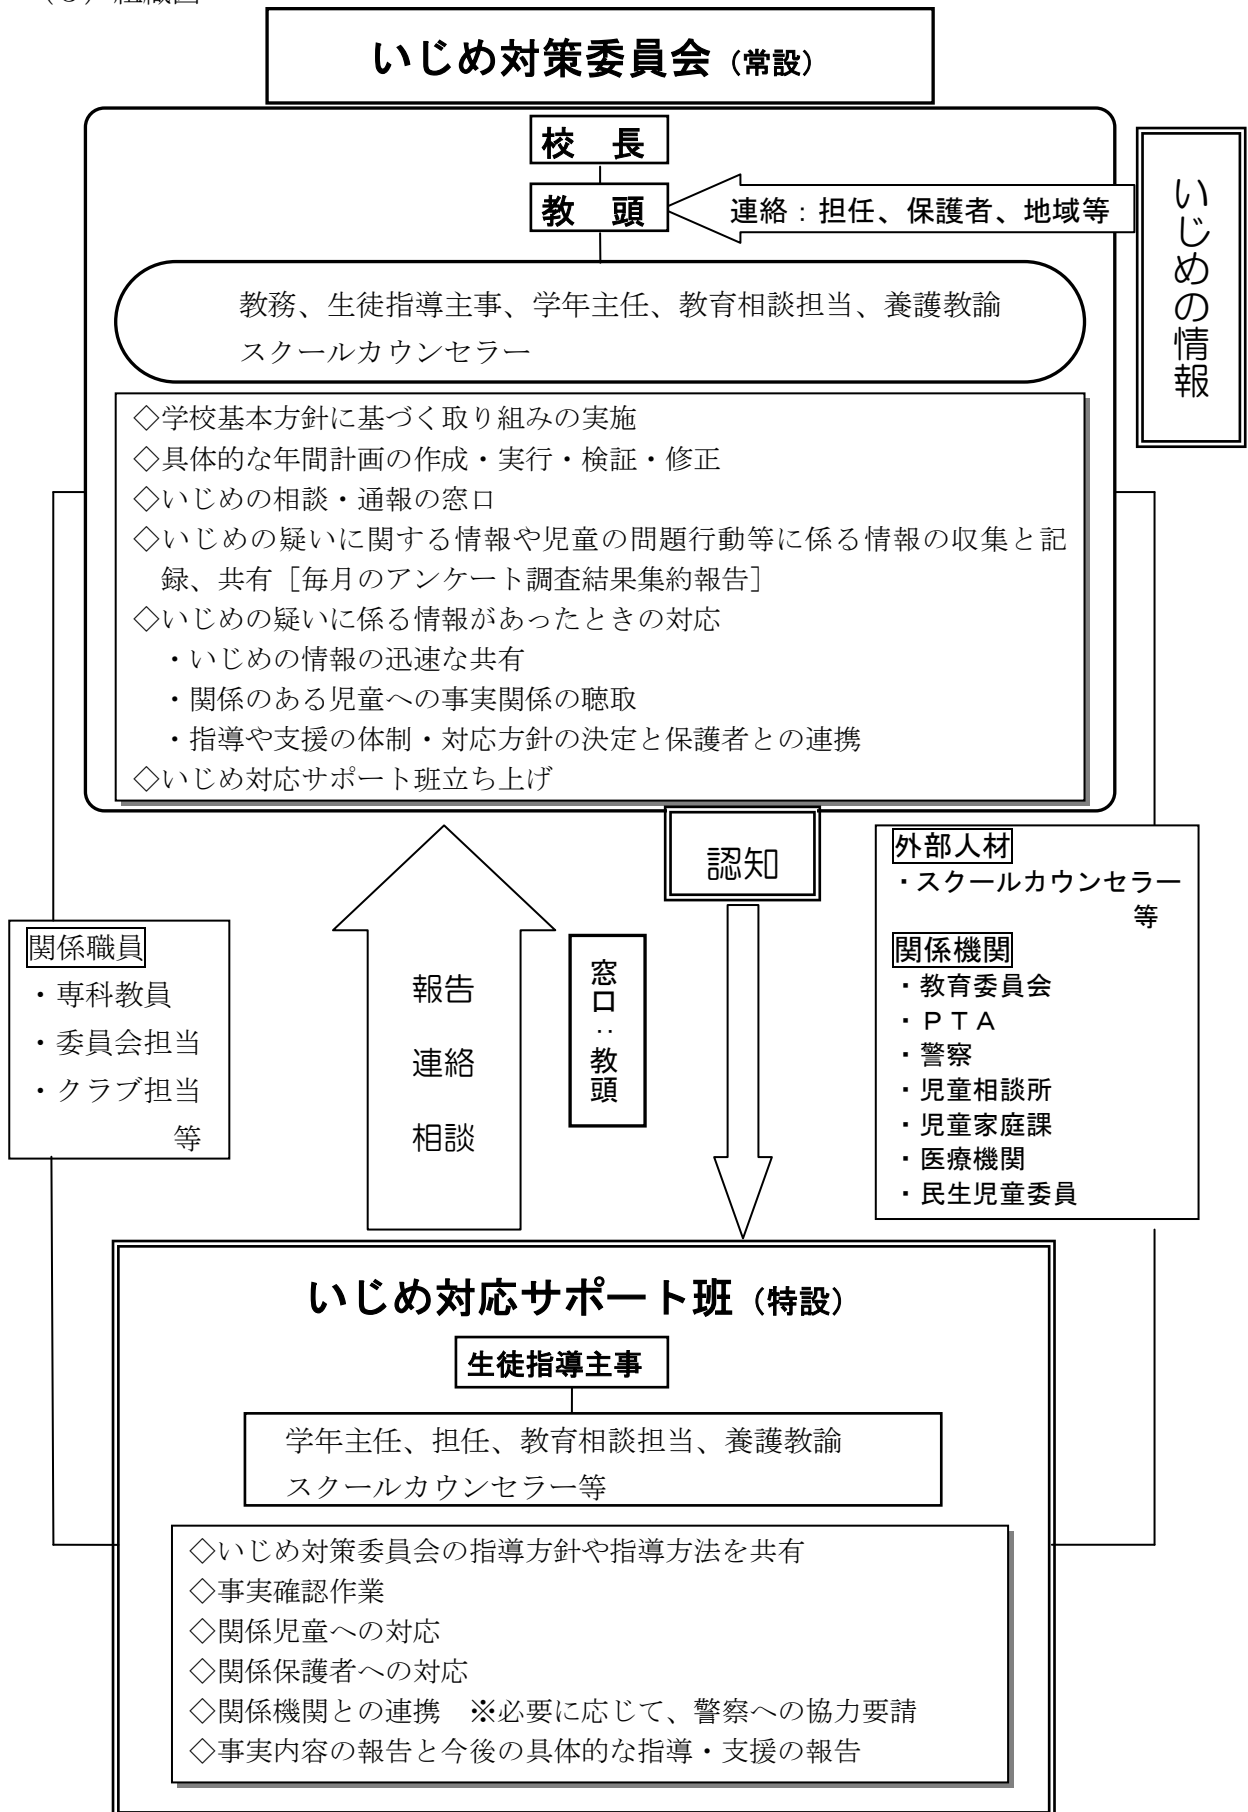 いじめ対策委員会（常設）
校　長
教　頭
連絡：担任、保護者、地域等
いじめの情報
教務、生徒指導主事、学年主任、教育相談担当、養護教諭
スクールカウンセラー
◇学校基本方針に基づく取り組みの実施
◇具体的な年間計画の作成・実行・検証・修正
◇いじめの相談・通報の窓口
◇いじめの疑いに関する情報や児童の問題行動等に係る情報の収集と記
録、共有［毎月のアンケート調査結果集約報告］
◇いじめの疑いに係る情報があったときの対応
・いじめの情報の迅速な共有
・関係のある児童への事実関係の聴取
・指導や支援の体制・対応方針の決定と保護者との連携
◇いじめ対応サポート班立ち上げ
認知
関係職員
・専科教員
・委員会担当
・クラブ担当
等
報告
連絡
相談
窓口：教頭
外部人材
・スクールカウンセラー
等
関係機関
・教育委員会
・ＰＴＡ
・警察
・児童相談所
・児童家庭課
・医療機関
・民生児童委員
いじめ対応サポート班（特設）
生徒指導主事
学年主任、担任、教育相談担当、養護教諭
スクールカウンセラー等
◇いじめ対策委員会の指導方針や指導方法を共有
◇事実確認作業
◇関係児童への対応
◇関係保護者への対応
◇関係機関との連携　※必要に応じて、警察への協力要請
◇事実内容の報告と今後の具体的な指導・支援の報告